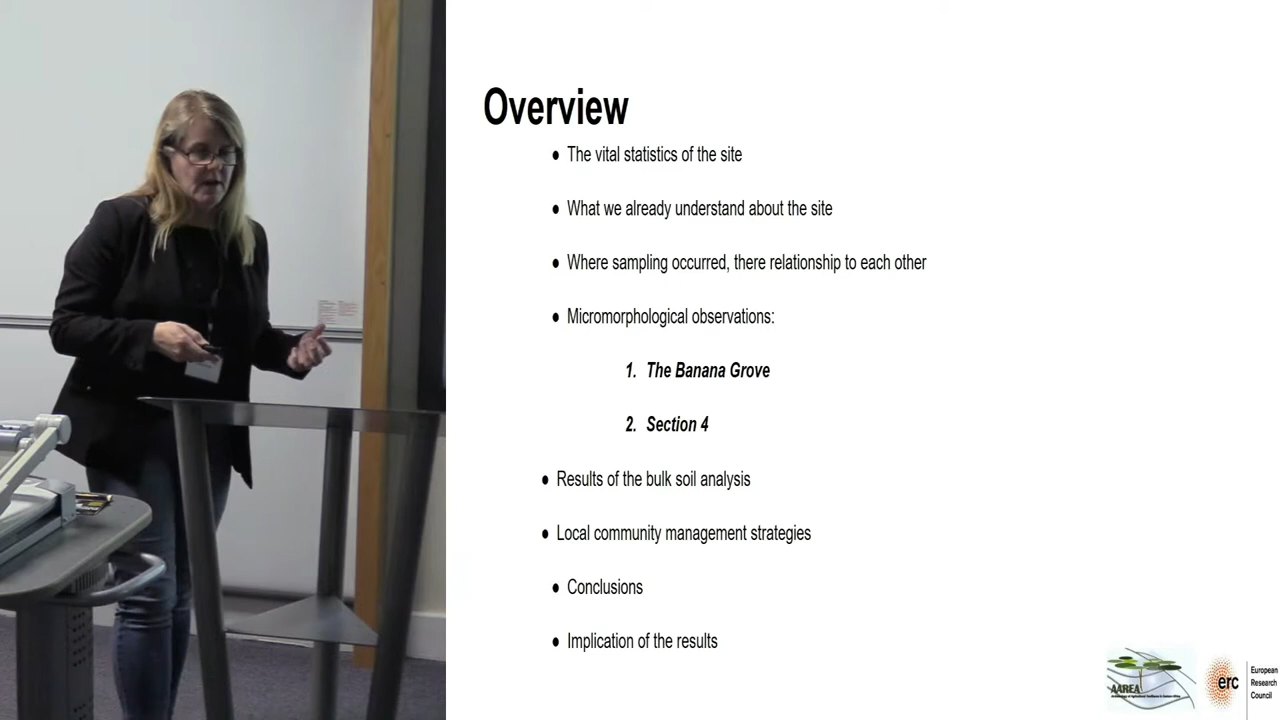 Overview
• The vital statistics of the site
• What we already understand about the site
• Where sampling occurred, there relationship to each other
• Micromorphological observations:
1. The Banana Grove
2. Section 4
• Results of the bulk soil analysis
• Local community management strategies
• Conclusions
• Implication of the results
AAREA
erc
European
Research
Council